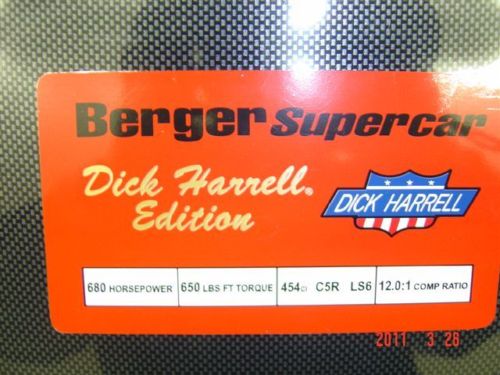 Berger Supercar
Dick Harrell®
Edition
DICK HARRELL
680 HORSEPOWER 650 LBS FT TORQUE 454CI C5R LS6 12.0:1 COMP RATIO
2011 3 26